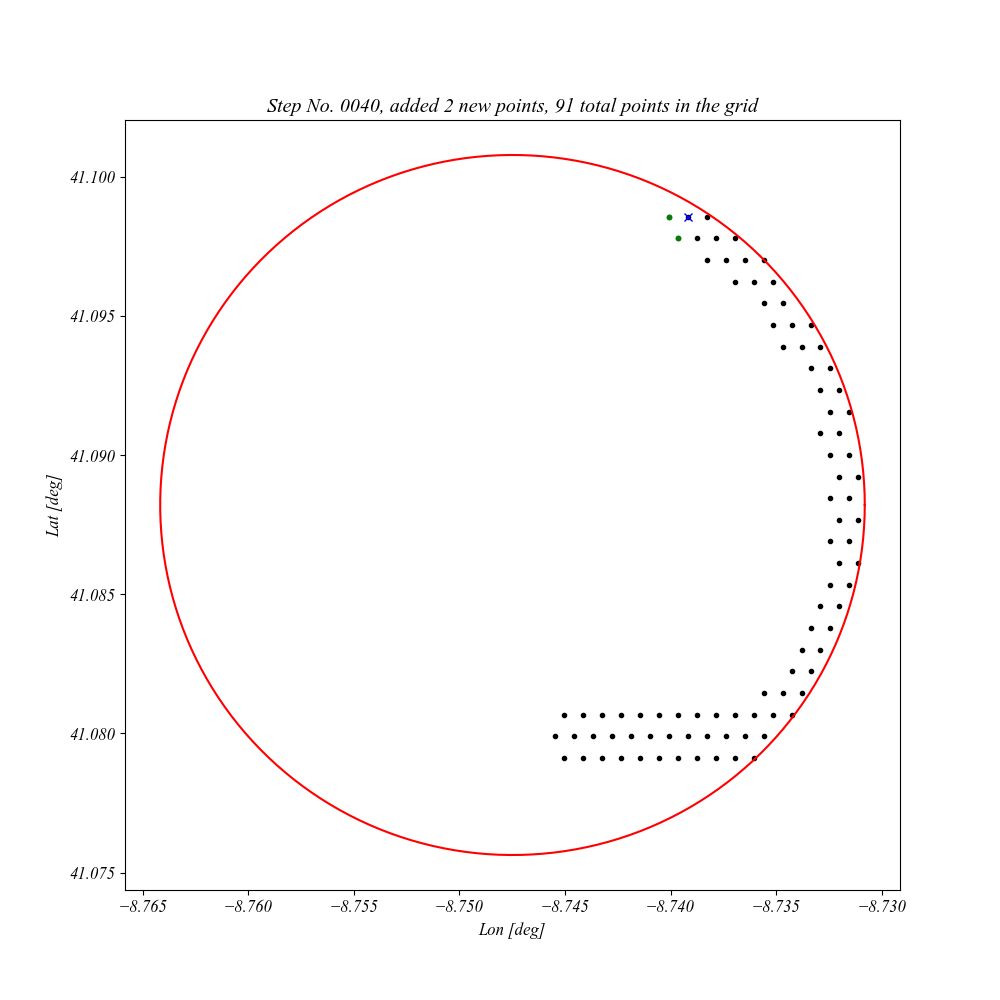 Step No. 0040, added 2 new points, 91 total points in the grid
41.100
41.095
41.090
41.085
41.080
41.075
Lat [deg]
−8.765 −8.760 −8.755 −8.750 −8.745 −8.740 −8.735 −8.730
Lon [deg]